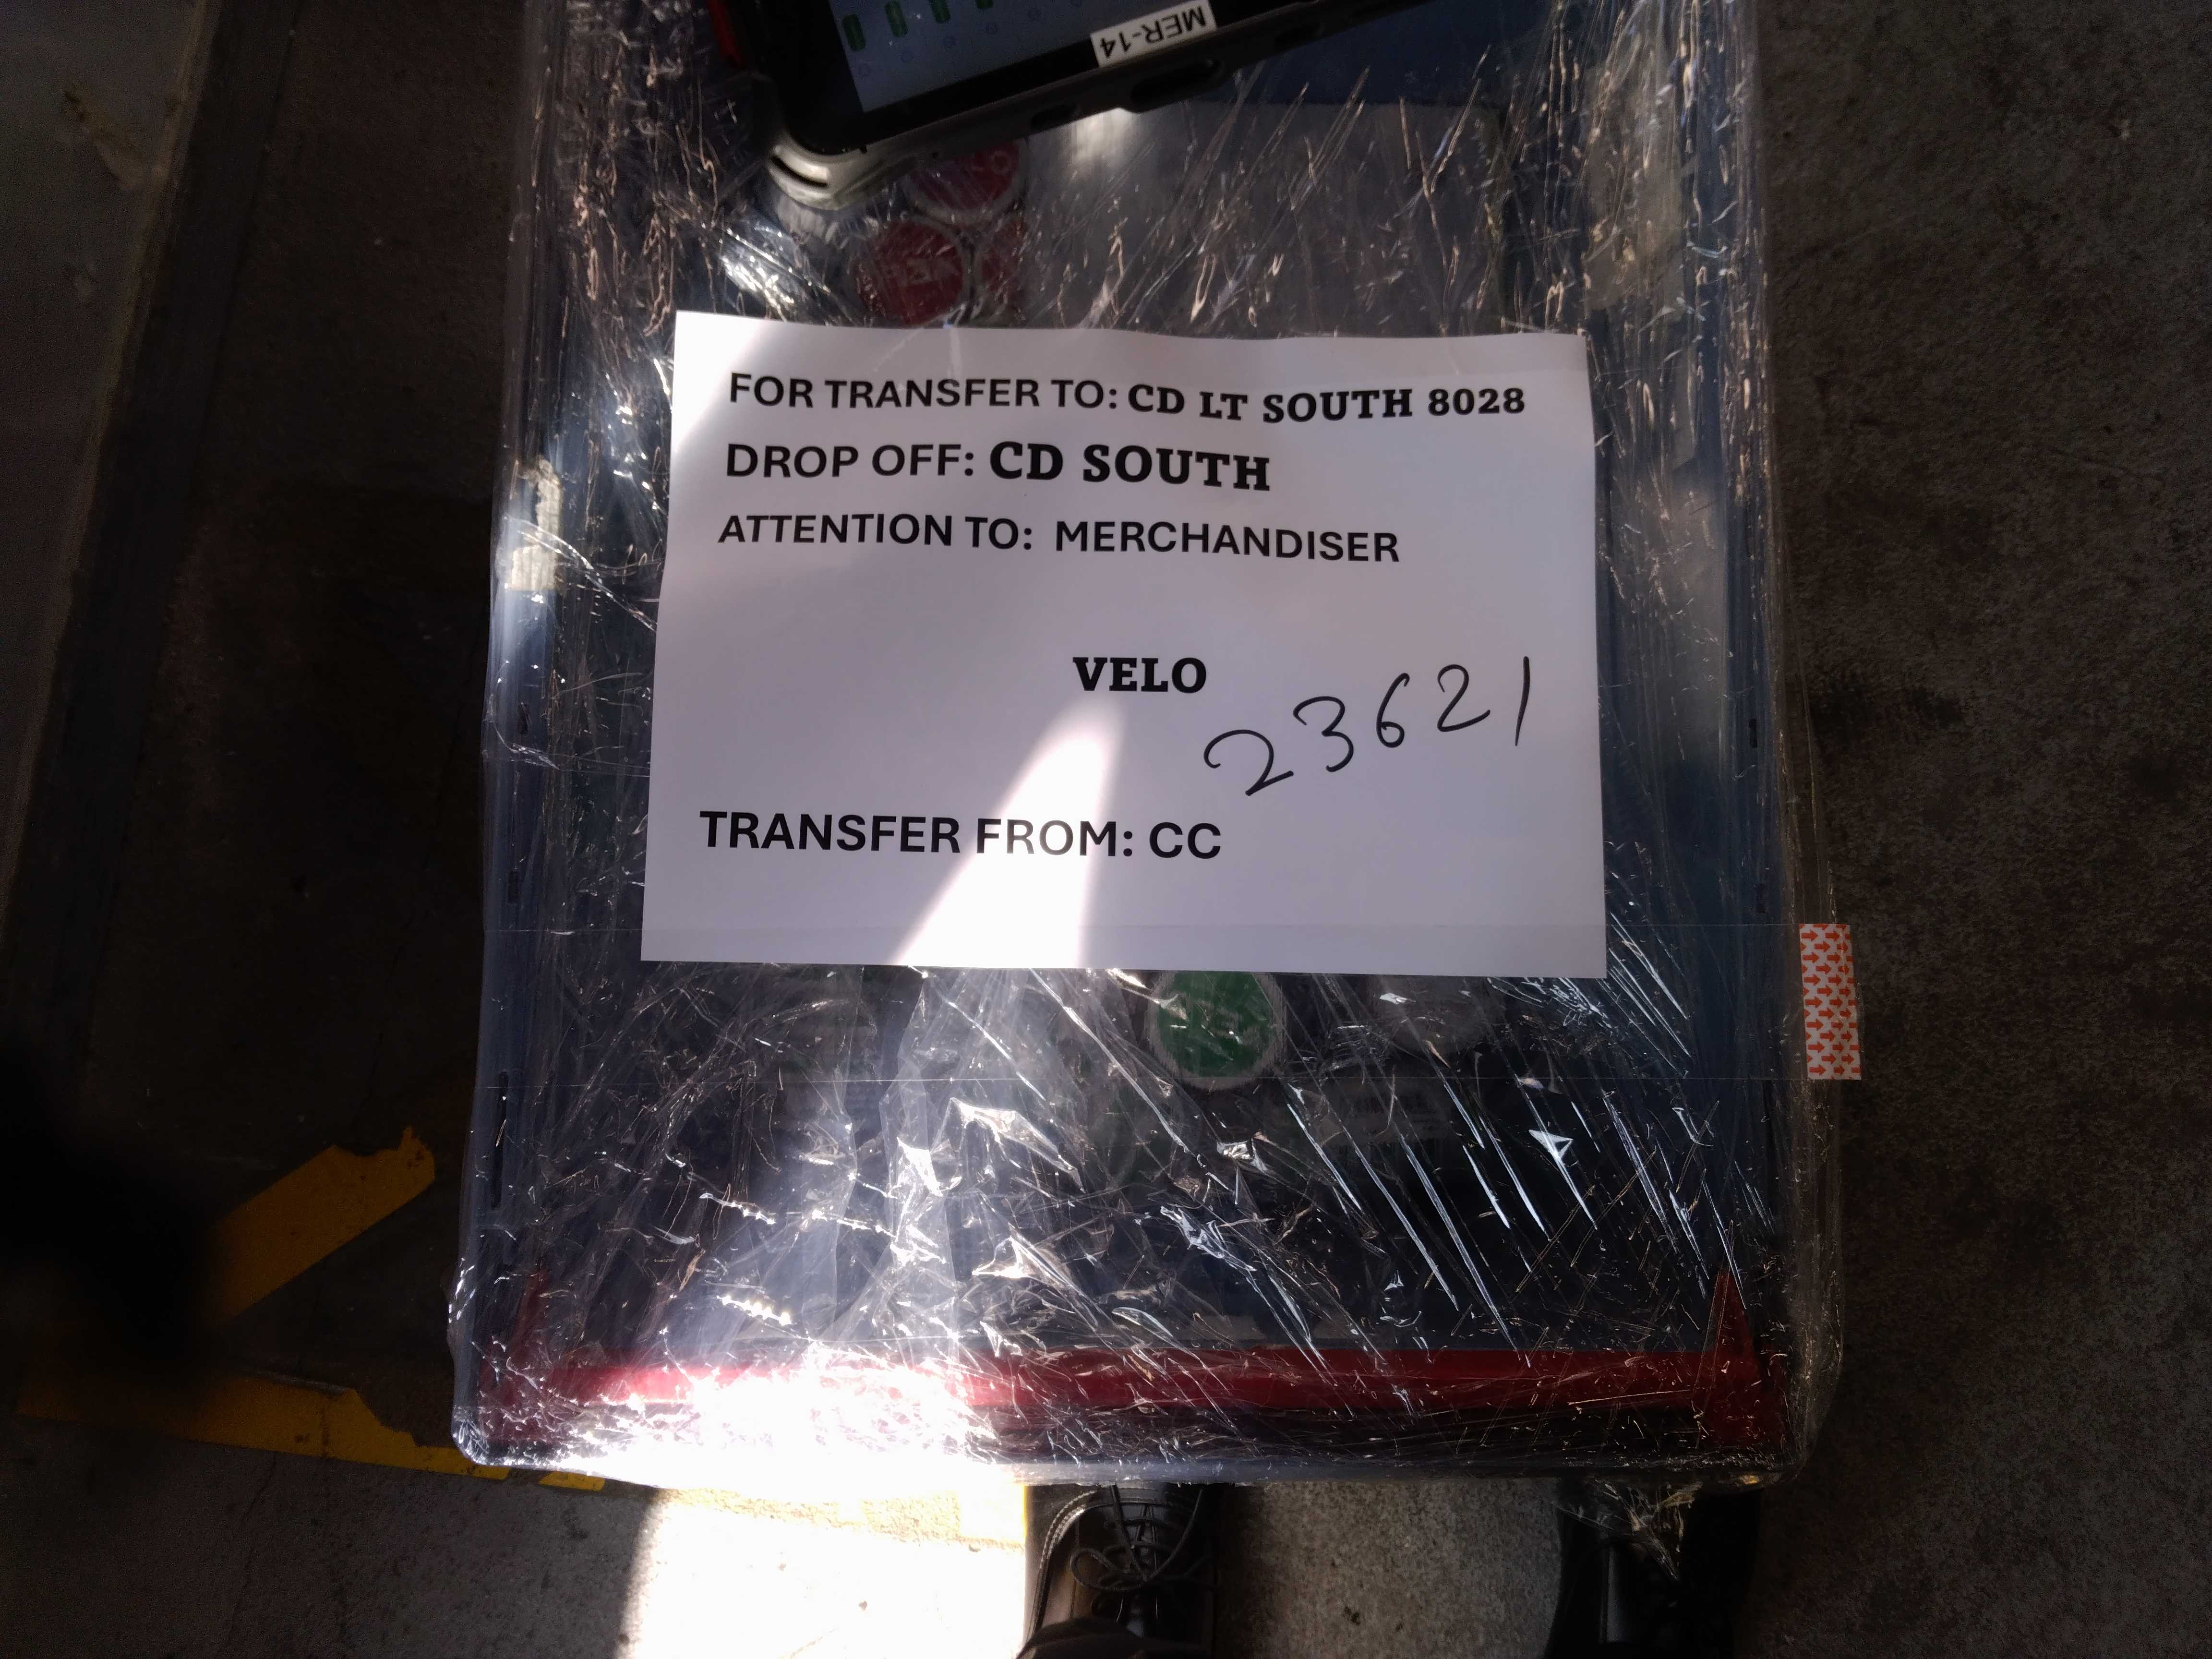 MER-14
FOR TRANSFER TO: CD LT SOUTH 8028
DROP OFF: CD SOUTH
ATTENTION TO: MERCHANDISER
VELO
23621
TRANSFER FROM: CC